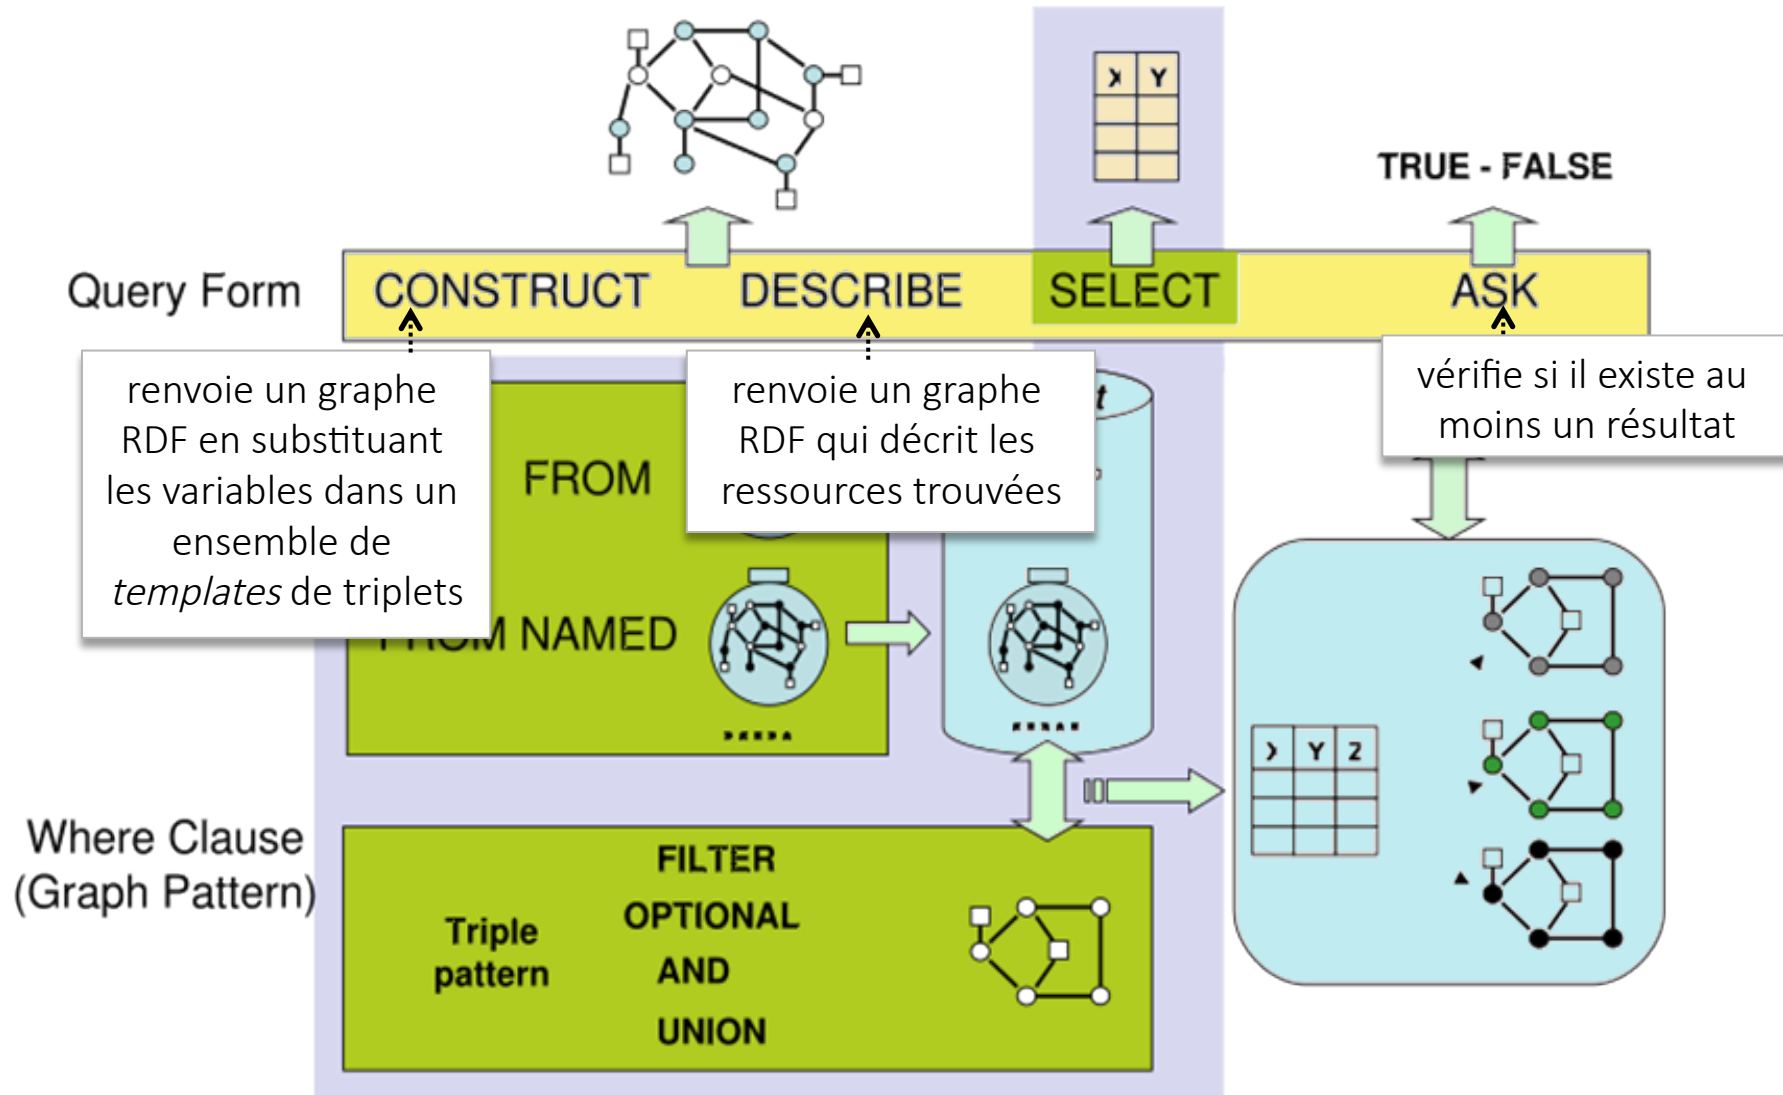 X Y
TRUE - FALSE
Query Form
CONSTRUCT
DESCRIBE
SELECT
ASK
renvoie un graphe
RDF en substituant
les variables dans un
ensemble de
templates de triplets
renvoie un graphe
RDF qui décrit les
ressources trouvées
vérifie si il existe au
moins un résultat
FROM
FROM NAMED
Y Z
Where Clause
(Graph Pattern)
Triple
pattern
FILTER
OPTIONAL
AND
UNION